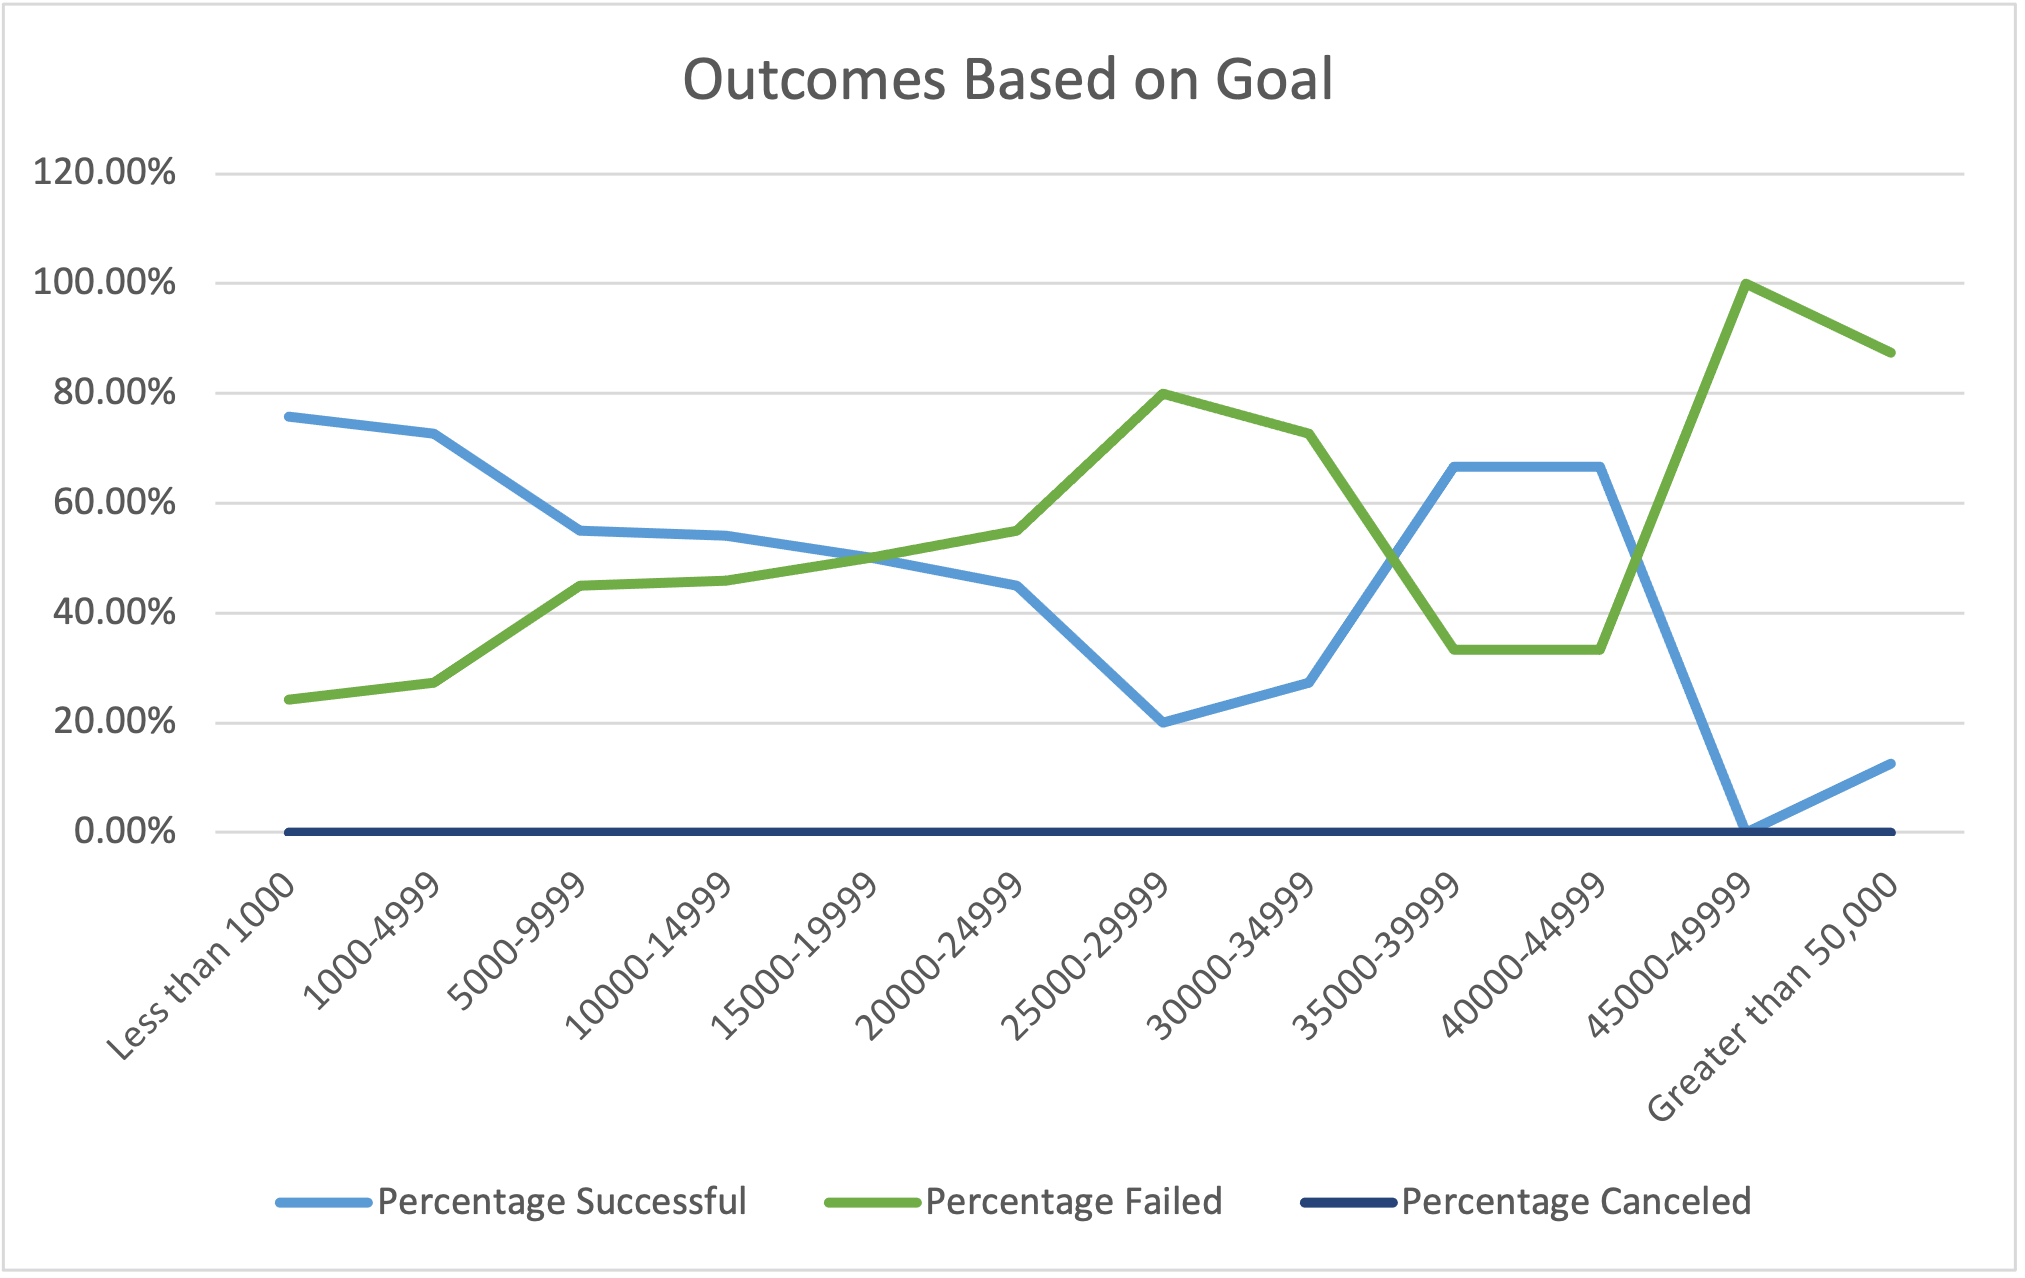 Outcomes Based on Goal
120.00%
100.00%
80.00%
60.00%
40.00%
20.00%
0.00%
Less than 1000
1000-4999
5000-9999
10000-14999
15000-19999
20000-24999
25000-29999
30000-34999
35000-39999
40000-44999
45000-49999
Greater than 50,000
Percentage Successful
Percentage Failed
Percentage Canceled